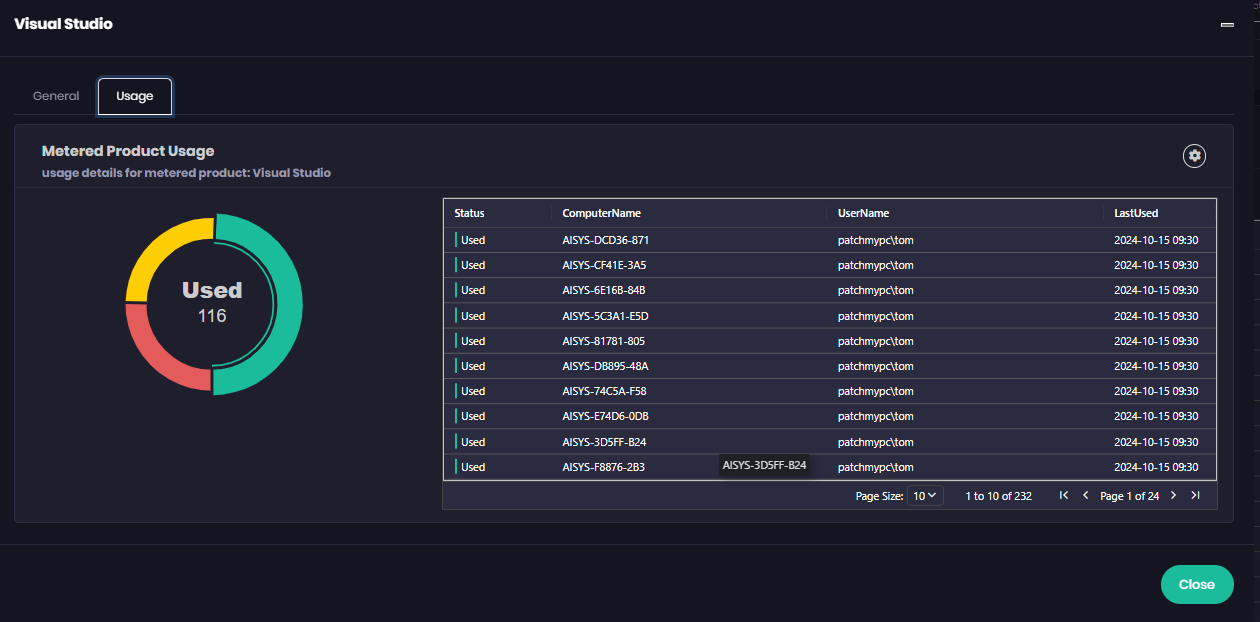 Visual Studio
General Usage
Metered Product Usage
usage details for metered product: Visual Studio
Used
116
Status ComputerName UserName LastUsed
Used AISYS-DCD36-871 patchmypc\tom 2024-10-15 09:30
Used AISYS-CF41E-3A5 patchmypc\tom 2024-10-15 09:30
Used AISYS-6E16B-84B patchmypc\tom 2024-10-15 09:30
Used AISYS-5C3A1-E5D patchmypc\tom 2024-10-15 09:30
Used AISYS-81781-805 patchmypc\tom 2024-10-15 09:30
Used AISYS-DB895-48A patchmypc\tom 2024-10-15 09:30
Used AISYS-74C5A-F58 patchmypc\tom 2024-10-15 09:30
Used AISYS-E74D6-0DB patchmypc\tom 2024-10-15 09:30
Used AISYS-3D5FF-B24 patchmypc\tom 2024-10-15 09:30
Used AISYS-F8876-2B3 patchmypc\tom 2024-10-15 09:30
AISYS-3D5FF-B24
Page Size: 10 1 to 10 of 232 Page 1 of 24
Close